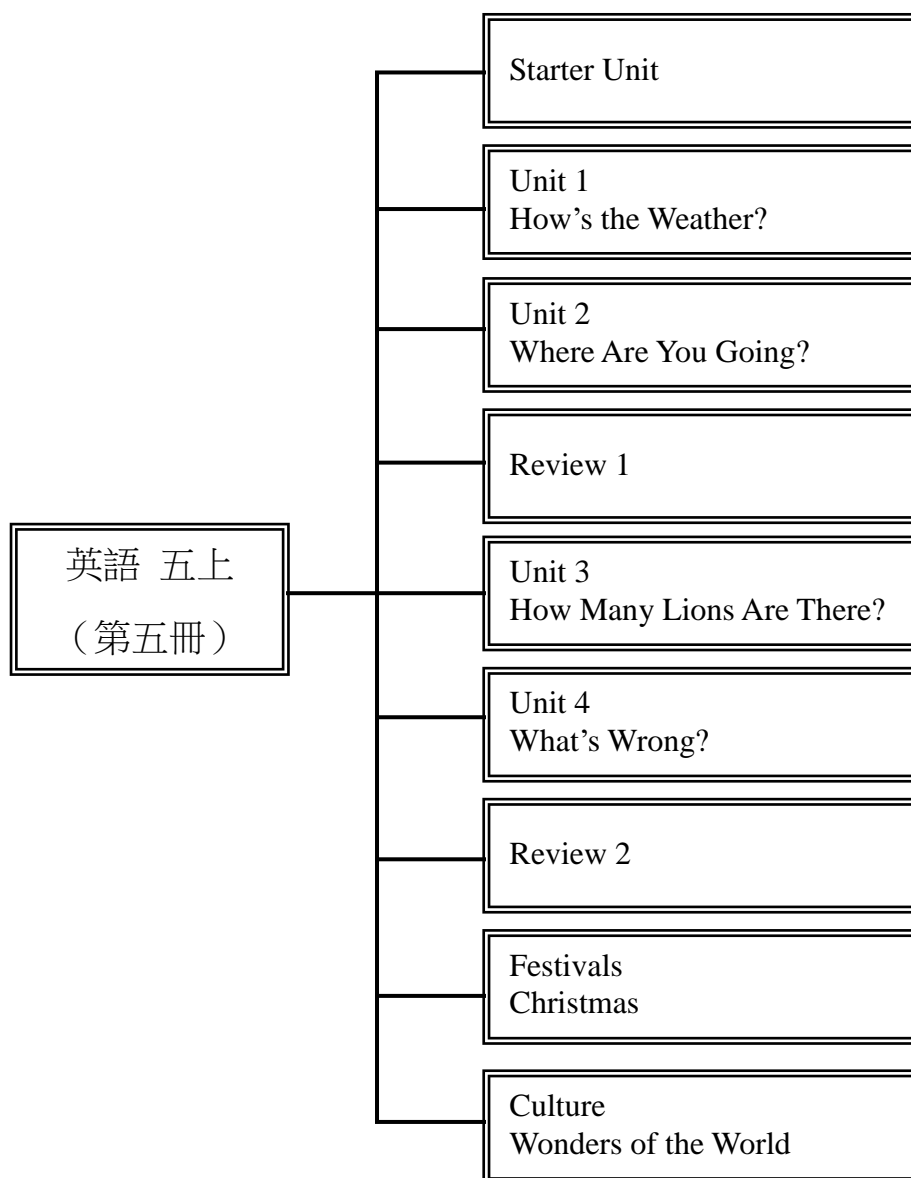 Starter Unit
Unit 1
How’s the Weather?
Unit 2
Where Are You Going?
Review 1
英語 五上
（第五冊）
Unit 3
How Many Lions Are There?
Unit 4
What’s Wrong?
Review 2
Festivals
Christmas
Culture
Wonders of the World